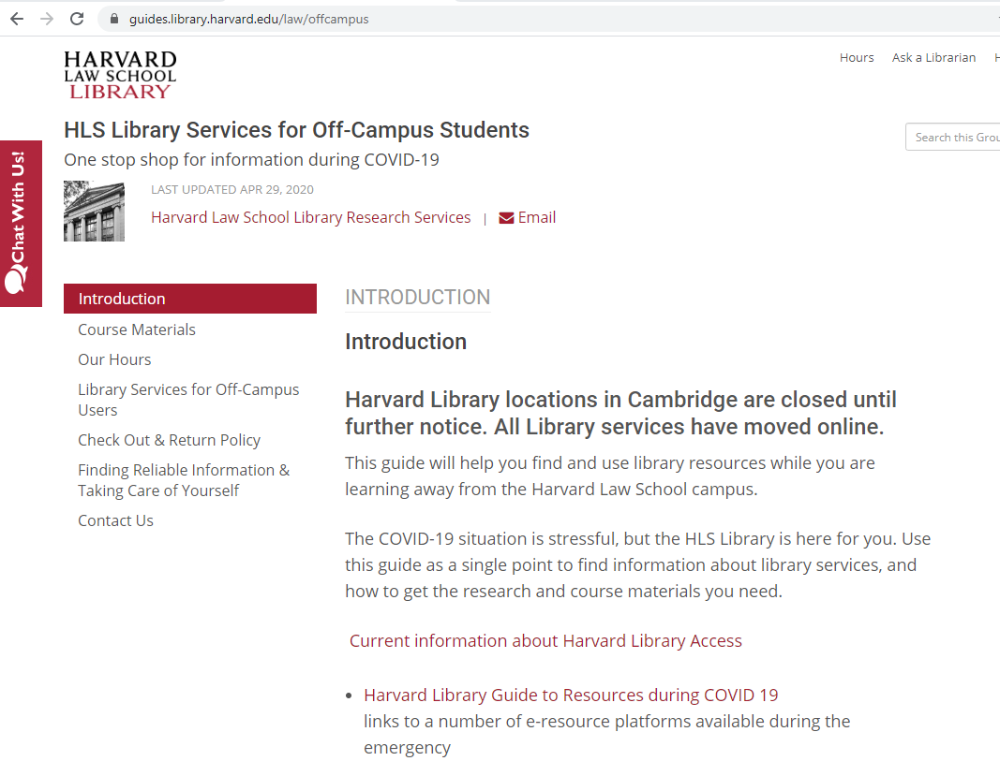 guides.library.harvard.edu/law/offcampus
HARVARD
LAW SCHOOL
LIBRARY
Hours
Ask a Librarian
H
HLS Library Services for Off-Campus Students
One stop shop for information during COVID-19
Search this Grou
LAST UPDATED APR 29, 2020
Harvard Law School Library Research Services | Email
Chat With Us!
Introduction
Course Materials
Our Hours
Library Services for Off-Campus
Users
Check Out & Return Policy
Finding Reliable Information &
Taking Care of Yourself
Contact Us
INTRODUCTION
Introduction
Harvard Library locations in Cambridge are closed until
further notice. All Library services have moved online.
This guide will help you find and use library resources while you are
learning away from the Harvard Law School campus.
The COVID-19 situation is stressful, but the HLS Library is here for you. Use
this guide as a single point to find information about library services, and
how to get the research and course materials you need.
Current information about Harvard Library Access
• Harvard Library Guide to Resources during COVID 19
links to a number of e-resource platforms available during the
emergency